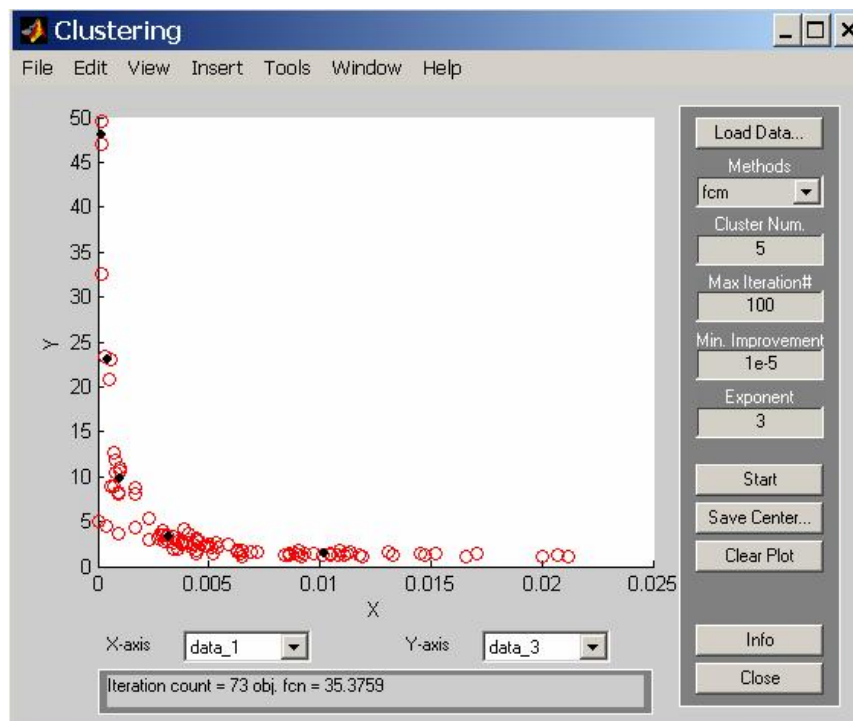 Clustering
File Edit View Insert Tools Window Help
50
45
40
35
30
25
20
15
10
5
0
Y
0 0.005 0.01 0.015 0.02 0.025
X
X-axis data_1 Y-axis data_3
Iteration count = 73 obj. fcn = 35.3759
Load Data...
Methods
fcm
Cluster Num.
5
Max Iteration#
100
Min. Improvement
1e-5
Exponent
3
Start
Save Center...
Clear Plot
Info
Close